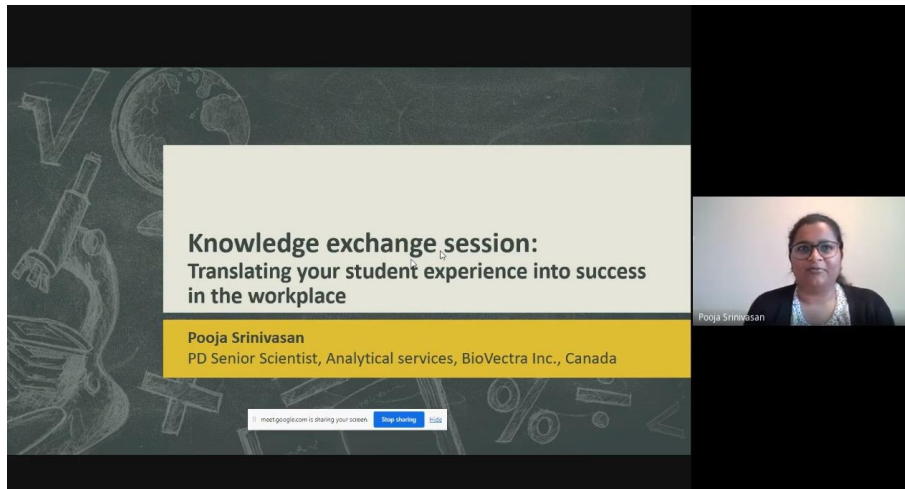 Knowledge exchange session:
Translating your student experience into success
in the workplace
Pooja Srinivasan
PD Senior Scientist, Analytical services, BioVectra Inc., Canada
meet.google.com is sharing your screen.
Stop sharing
Hide
Pooja Srinivasan